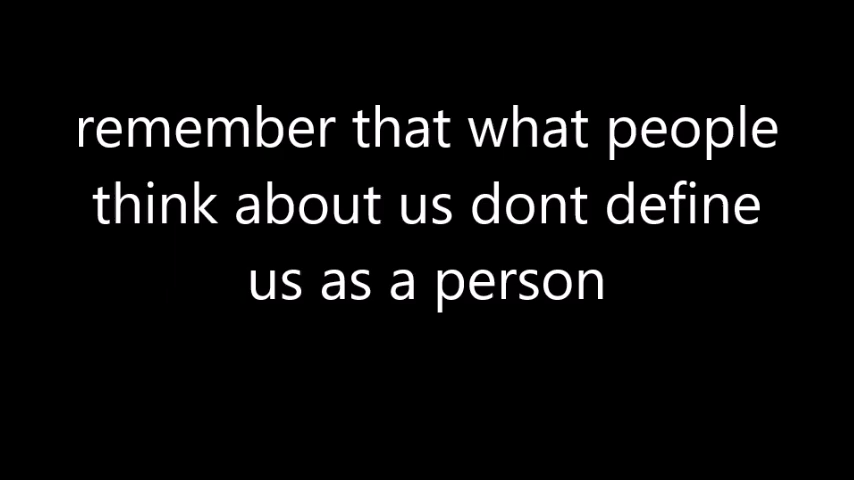 remember that what people
think about us dont define
us as a person